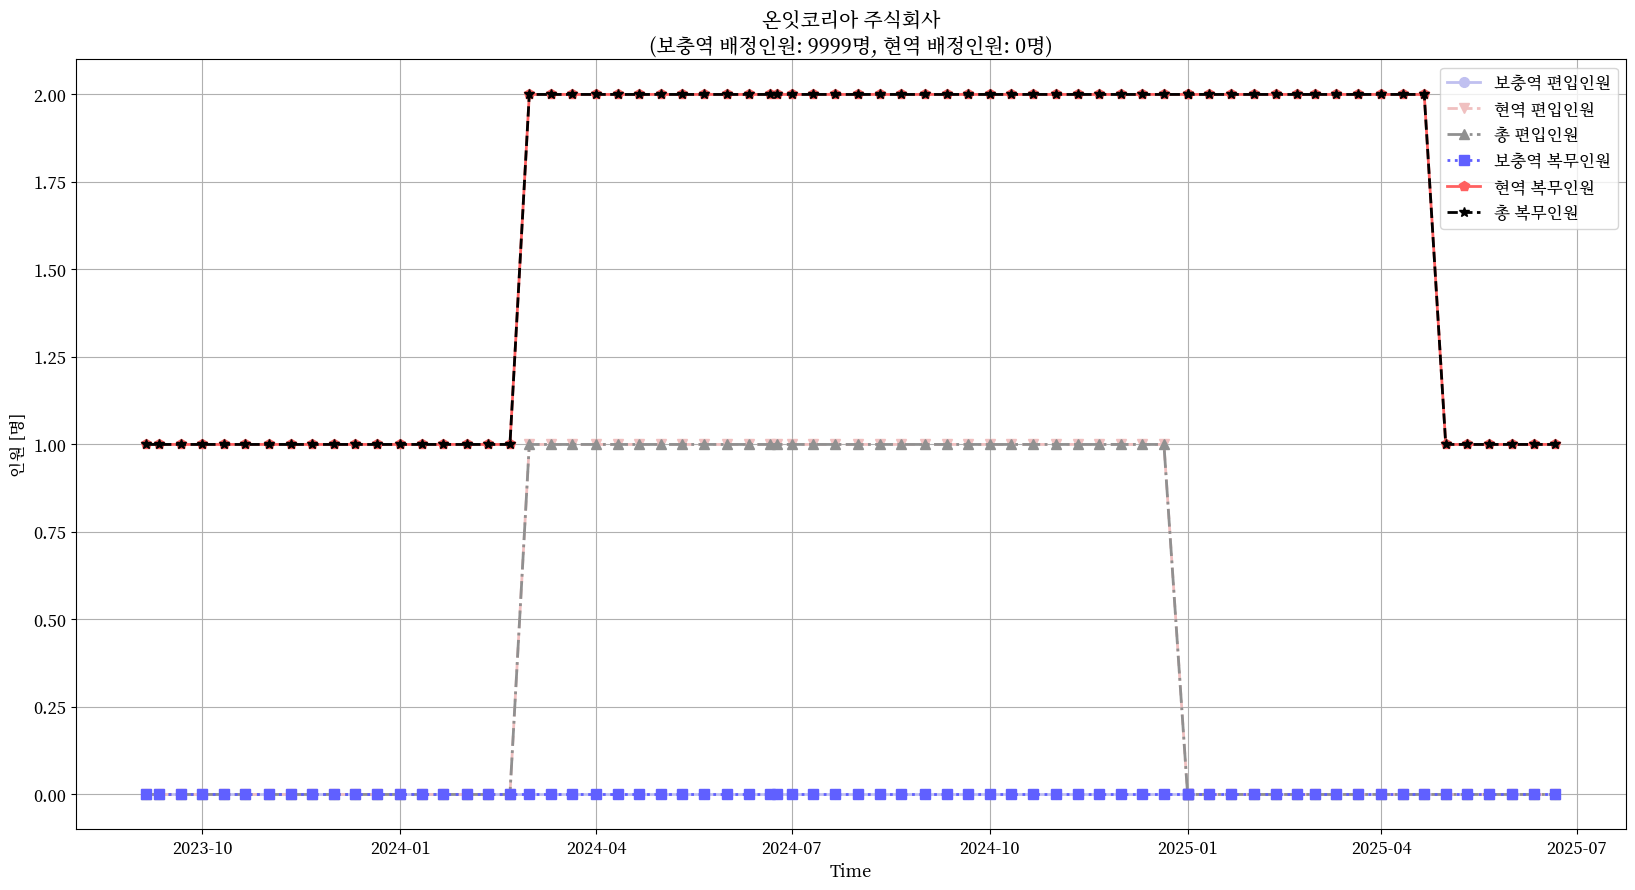 온잇코리아 주식회사
(보충역 배정인원: 9999명, 현역 배정인원: 0명)
2.00
1.75
1.50
1.25
1.00
0.75
0.50
0.25
0.00
인원 [명]
보충역 편입인원
현역 편입인원
총 편입인원
보충역 복무인원
현역 복무인원
총 복무인원
2023-10
2024-01
2024-04
2024-07
2024-10
2025-01
2025-04
2025-07
Time